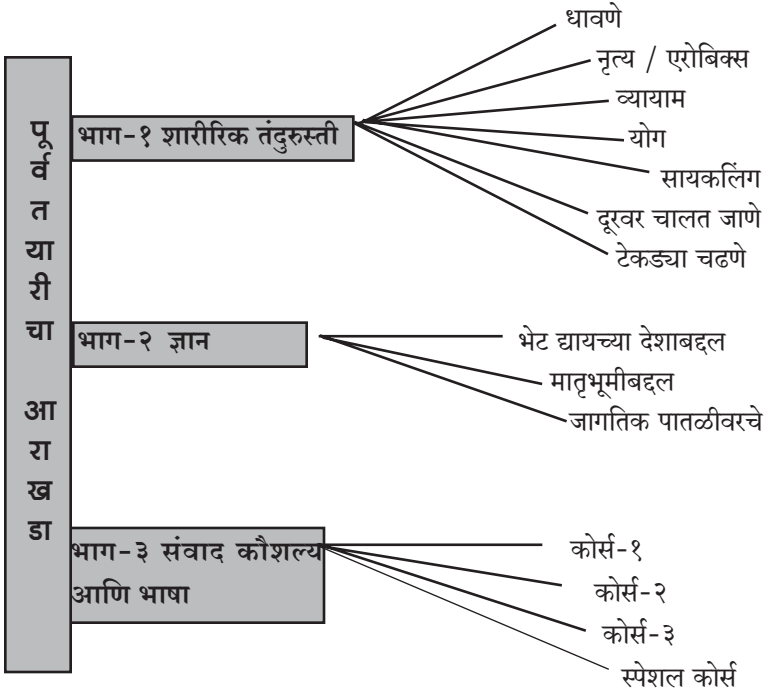 पूर्वतयारीचा आराखडा
भाग-१ शारीरिक तंदुरुस्ती
धावणे
नृत्य / एरोबिक्स
व्यायाम
योग
सायकलिंग
दूरवर चालत जाणे
टेकड्या चढणे
भाग-२ ज्ञान
भेट द्यायच्या देशाबद्दल
मातृभूमीबद्दल
जागतिक पातळीवरचे
भाग-३ संवाद कौशल्य
आणि भाषा
कोर्स-१
कोर्स-२
कोर्स-३
स्पेशल कोर्स